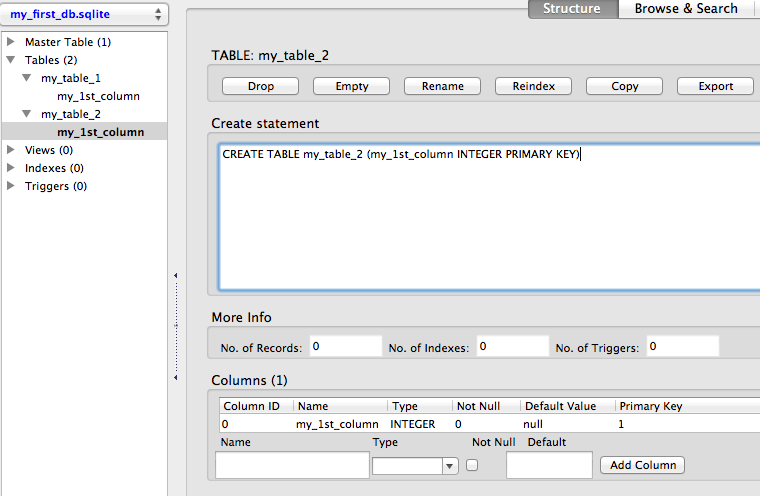 my_first_db.sqlite
Structure
Browse & Search
Master Table (1)
Tables (2)
my_table_1
my_1st_column
my_table_2
my_1st_column
Views (0)
Indexes (0)
Triggers (0)
TABLE: my_table_2
Drop Empty Rename Reindex Copy Export
Create statement
CREATE TABLE my_table_2 (my_1st_column INTEGER PRIMARY KEY)
More Info
No. of Records: 0 No. of Indexes: 0 No. of Triggers: 0
Columns (1)
Column ID Name Type Not Null Default Value Primary Key
0 my_1st_column INTEGER 0 null 1
Name Type Not Null Default
Add Column